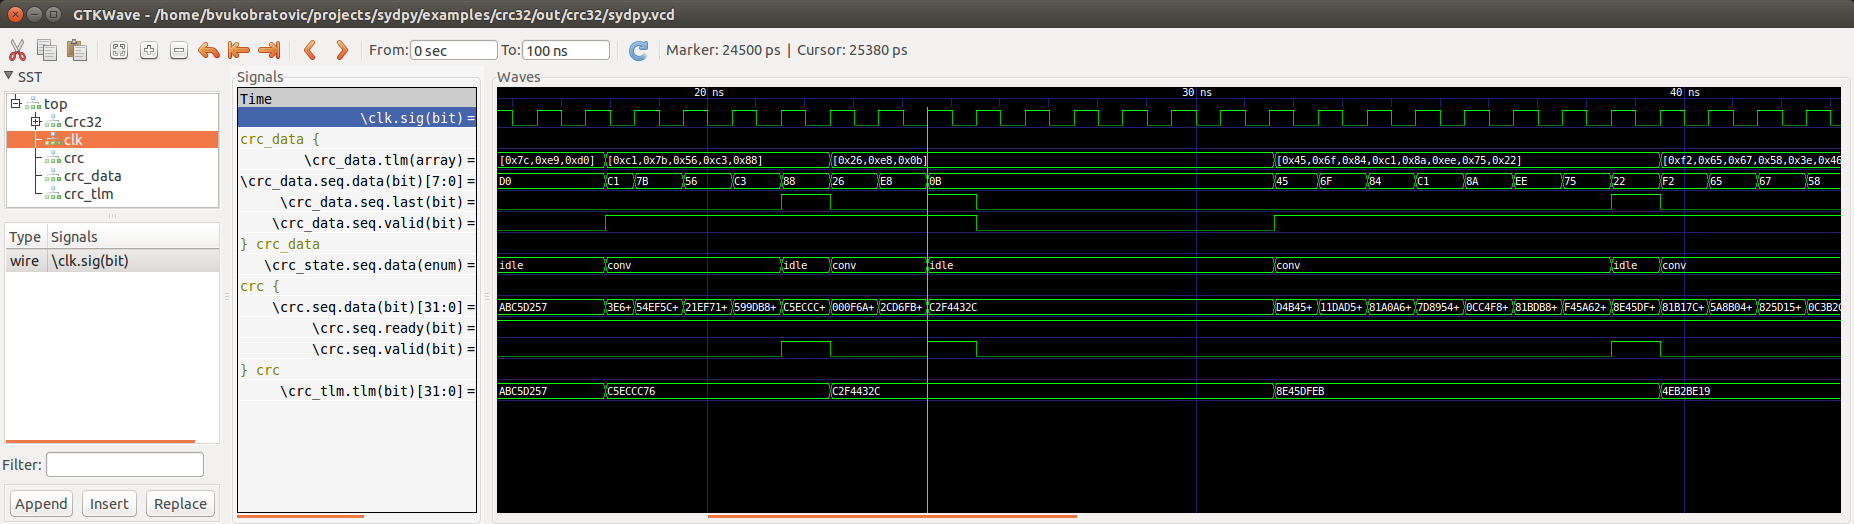 GTKWave - /home/bvukobratovic/projects/sydpy/examples/crc32/out/crc32/sydpy.vcd
From: 0 sec To: 100 ns Marker: 24500 ps | Cursor: 25380 ps
SST
top
Crc32
clk
crc
crc_data
crc_tlm
Type Signals
wire \clk.sig(bit)
Filter:
Append Insert Replace
Signals
Time
\clk.sig(bit) =
crc_data {
\crc_data.tlm(array) =
\crc_data.seq.data(bit)[7:0] =
\crc_data.seq.last(bit) =
\crc_data.seq.valid(bit) =
} crc_data
\crc_state.seq.data(enum) =
crc {
\crc.seq.data(bit)[31:0] =
\crc.seq.ready(bit) =
\crc.seq.valid(bit) =
} crc
\crc_tlm.tlm(bit)[31:0] =
Waves
20 ns 30 ns 40 ns
[0x7c,0xe9,0xd0] [0xc1,0x7b,0x56,0xc3,0x88] [0x26,0xe8,0x0b] [0x45,0x6f,0x84,0xc1,0x8a,0xee,0x75,0x22] [0xf2,0x65,0x67,0x58,0x3e,0x46
D0 C1 7B 56 C3 88 26 E8 0B 45 6F 84 C1 8A EE 75 22 F2 65 67 58
idle conv idle conv idle conv idle conv
ABC5D257 3E6+ 54EF5C+ 21EF71+ 599DB8+ C5ECCC+ 000F6A+ 2CD6FB+ C2F4432C D4B45+ 11DAD5+ 81A0A6+ 7D8954+ 0CC4F8+ 81BDB8+ F45A62+ 8E45DF+ 81B17C+ 5A8B04+ 825D15+ 0C3B2C
ABC5D257 C5ECCC76 C2F4432C 8E45DFEB 4EB2BE19